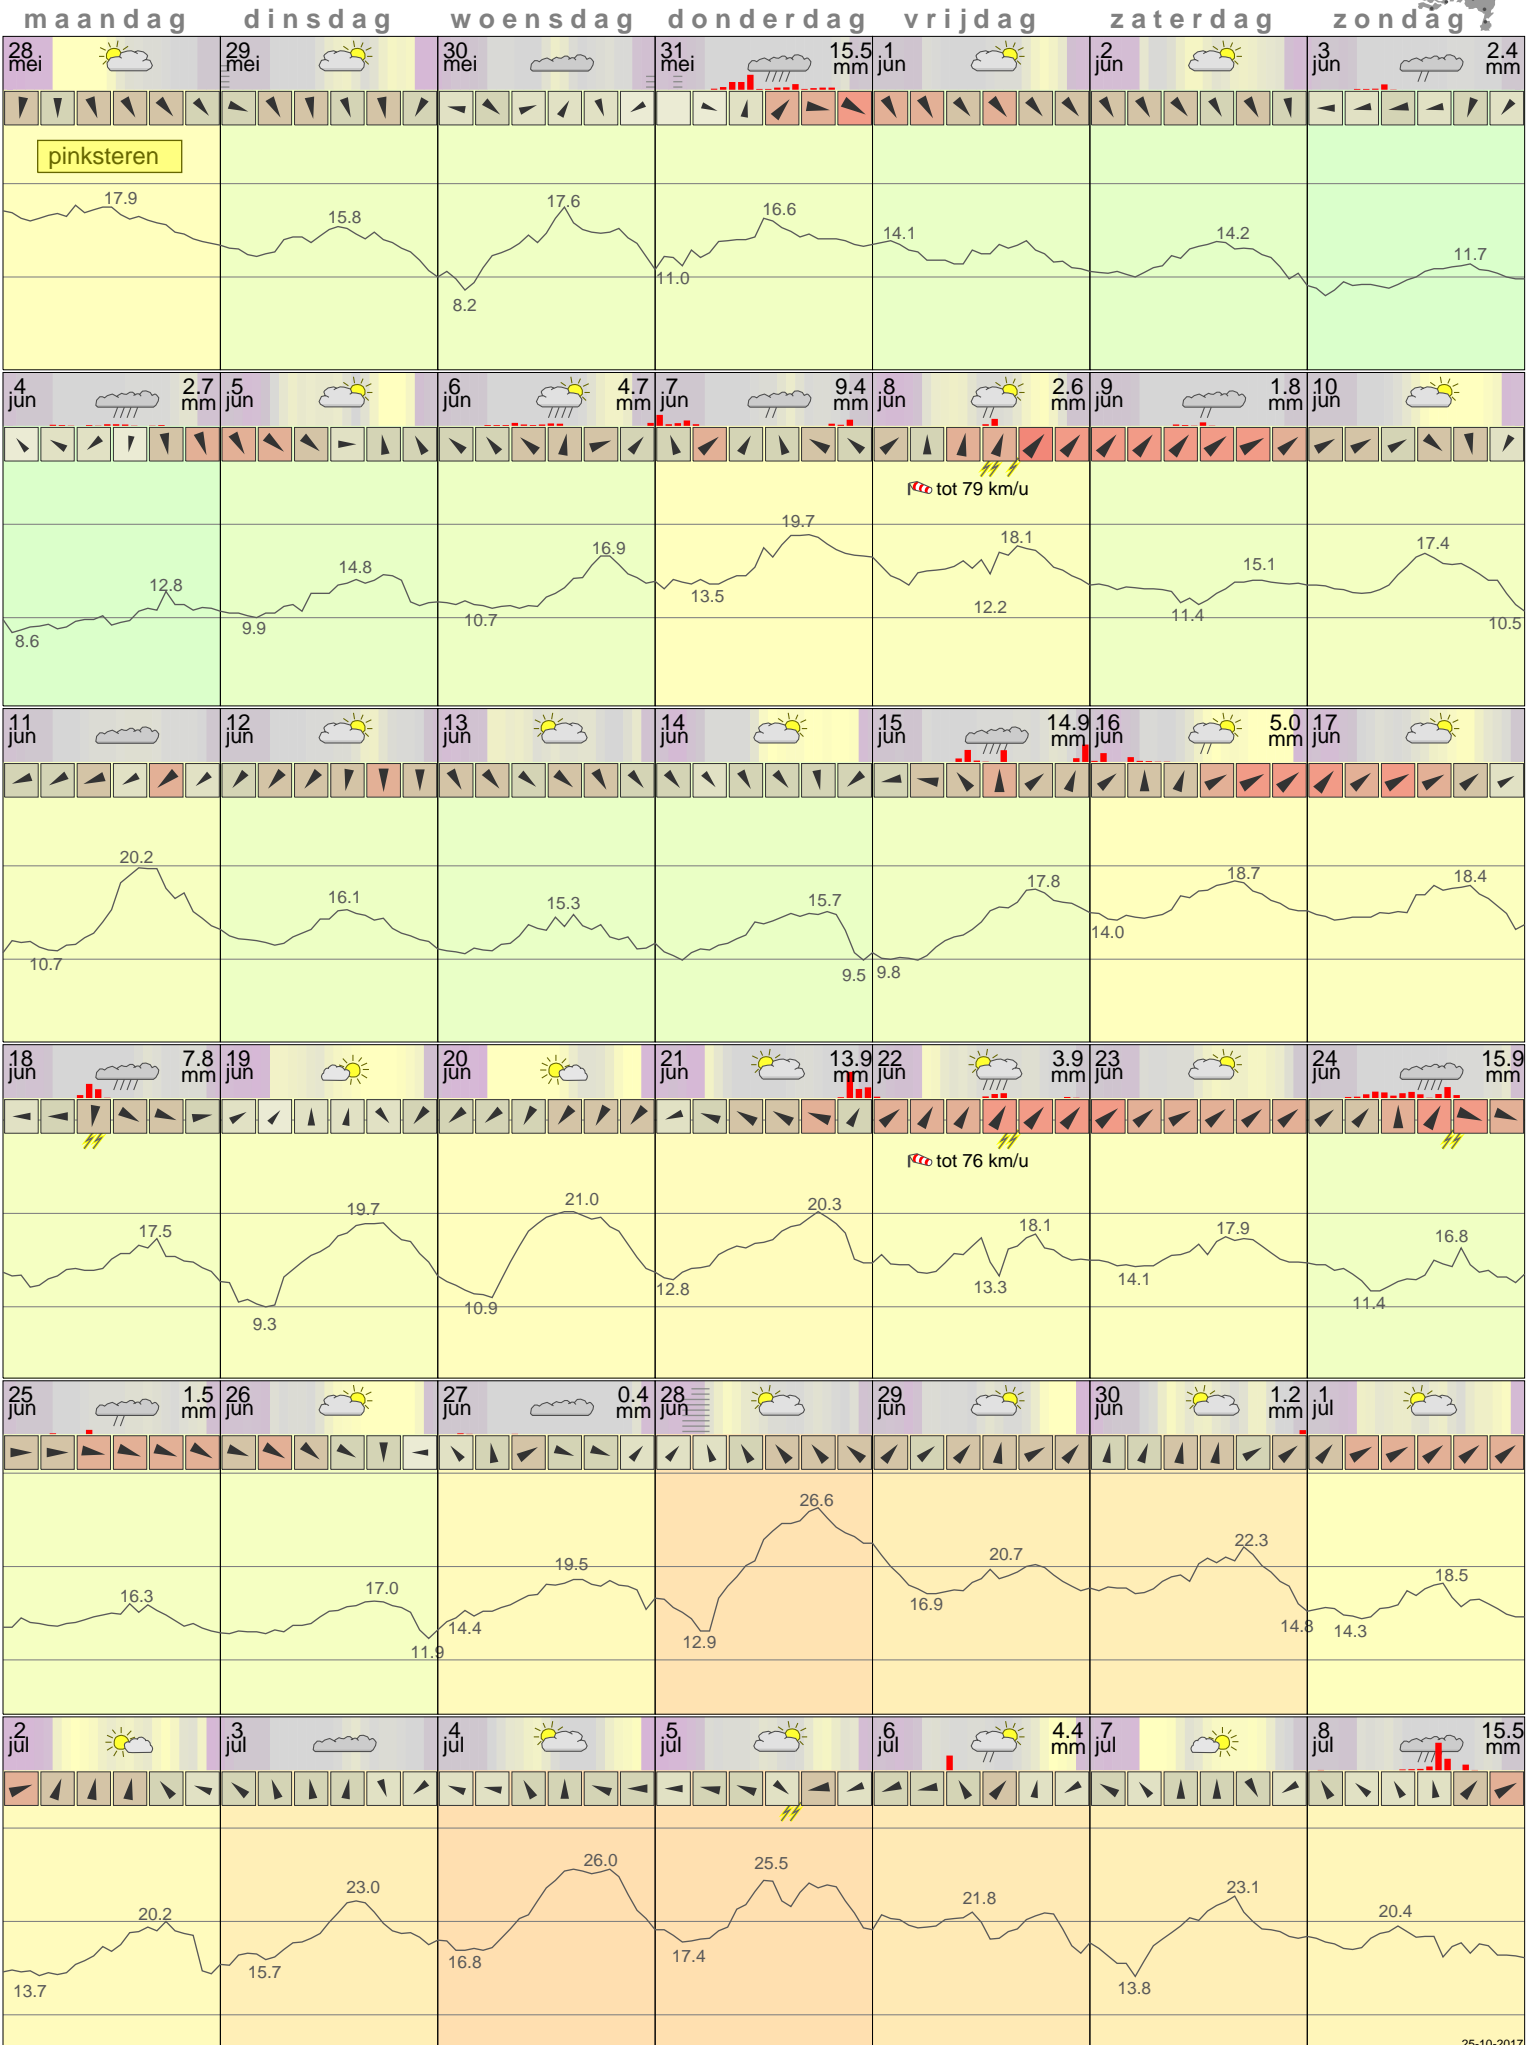 maandag dinsdag woensdag donderdag vrijdag zaterdag zondag
28 mei
29 mei
30 mei
31 mei 15.5 mm
1 jun
2 jun
3 jun 2.4 mm
pinksteren
17.9
15.8
17.6
8.2
16.6
11.0
14.1
14.2
11.7
4 jun 2.7 mm
5 jun
6 jun 4.7 mm
7 jun 9.4 mm
8 jun 2.6 mm
9 jun 1.8 mm
10 jun
tot 79 km/u
12.8
8.6
14.8
9.9
16.9
10.7
19.7
13.5
18.1
12.2
15.1
11.4
17.4
10.5
11 jun
12 jun
13 jun
14 jun
15 jun 14.9 mm
16 jun 5.0 mm
17 jun
20.2
10.7
16.1
15.3
15.7
9.5
17.8
9.8
18.7
14.0
18.4
18 jun 7.8 mm
19 jun
20 jun
21 jun 13.9 mm
22 jun 3.9 mm
23 jun
24 jun 15.9 mm
tot 76 km/u
17.5
19.7
9.3
21.0
10.9
20.3
12.8
18.1
13.3
17.9
14.1
16.8
11.4
25 jun 1.5 mm
26 jun
27 jun 0.4 mm
28 jun
29 jun
30 jun 1.2 mm
1 jul
16.3
17.0
11.9
19.5
14.4
26.6
12.9
20.7
16.9
22.3
14.8
18.5
14.3
2 jul
3 jul
4 jul
5 jul
6 jul 4.4 mm
7 jul
8 jul 15.5 mm
20.2
13.7
23.0
15.7
26.0
16.8
25.5
17.4
21.8
23.1
13.8
20.4
25-10-2017